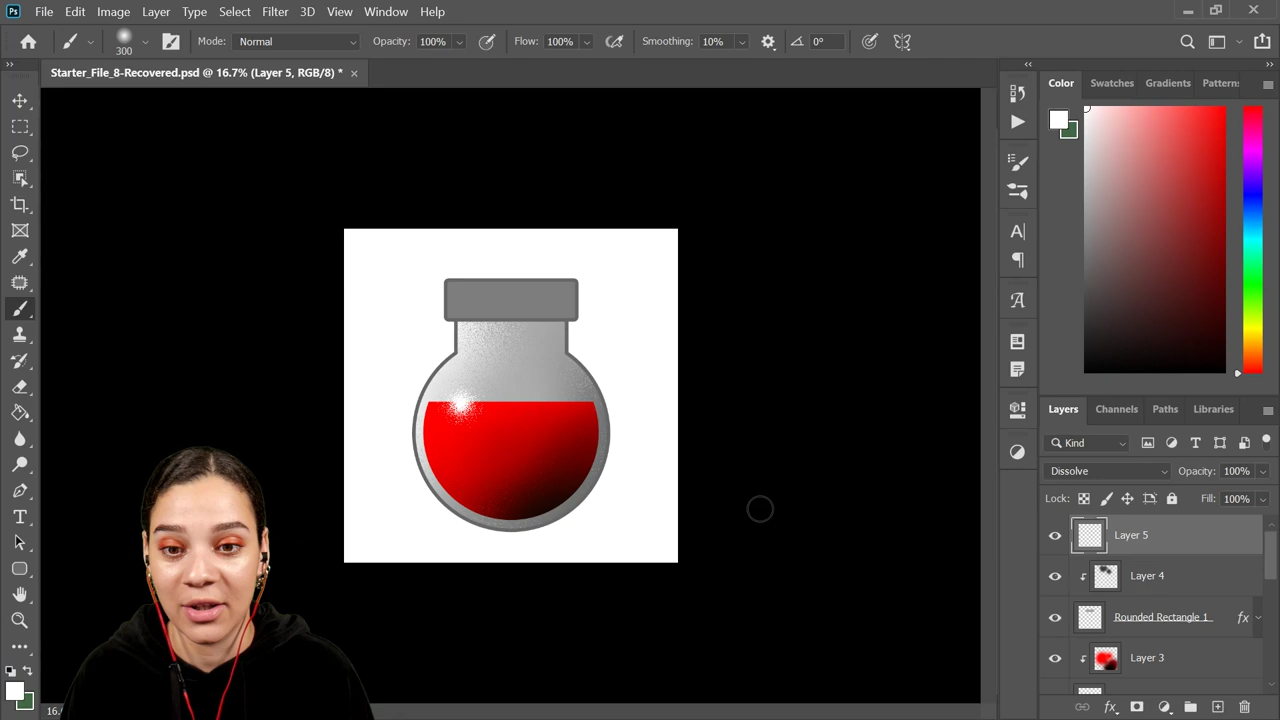 Ps File Edit Image Layer Type Select Filter 3D View Window Help
300 Mode: Normal Opacity: 100% Flow: 100% Smoothing: 10% 0°
Starter_File_8-Recovered.psd @ 16.7% (Layer 5, RGB/8) *
Color Swatches Gradients Patterns
Layers Channels Paths Libraries
Kind
Dissolve Opacity: 100%
Lock: Fill: 100%
Layer 5
Layer 4
Rounded Rectangle 1 fx
Layer 3
fx